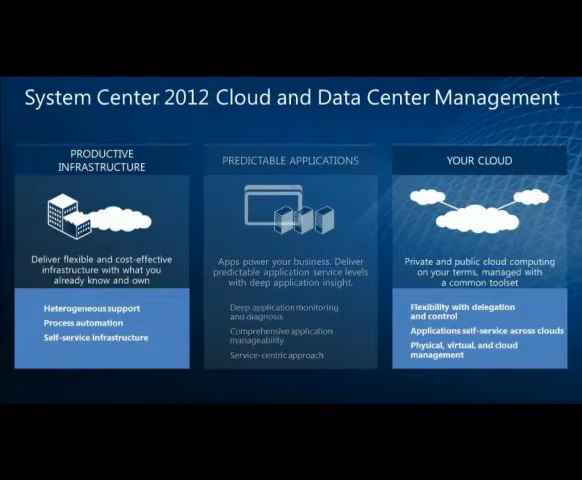 System Center 2012 Cloud and Data Center Management
PRODUCTIVE
INFRASTRUCTURE
Deliver flexible and cost-effective
infrastructure with what you
already know and own
Heterogeneous support
Process automation
Self-service infrastructure
PREDICTABLE APPLICATIONS
Apps power your business. Deliver
predictable application service levels
with deep application insight.
Deep application monitoring
and diagnosis
Comprehensive application
manageability
Service-centric approach
YOUR CLOUD
Private and public cloud computing
on your terms, managed with
a common toolset
Flexibility with delegation
and control
Applications self-service across clouds
Physical, virtual, and cloud
management